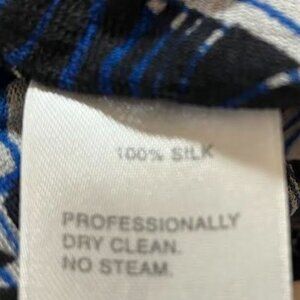 100% SILK
PROFESSIONALLY
DRY CLEAN.
NO STEAM.